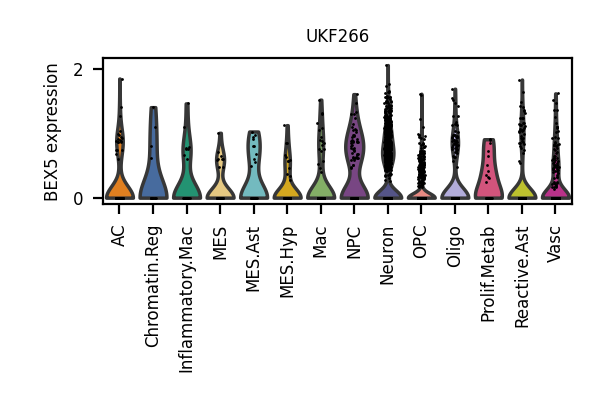 UKF266
BEX5 expression
2
0
AC
Chromatin.Reg
Inflammatory.Mac
MES
MES.Ast
MES.Hyp
Mac
NPC
Neuron
OPC
Oligo
Prolif.Metab
Reactive.Ast
Vasc